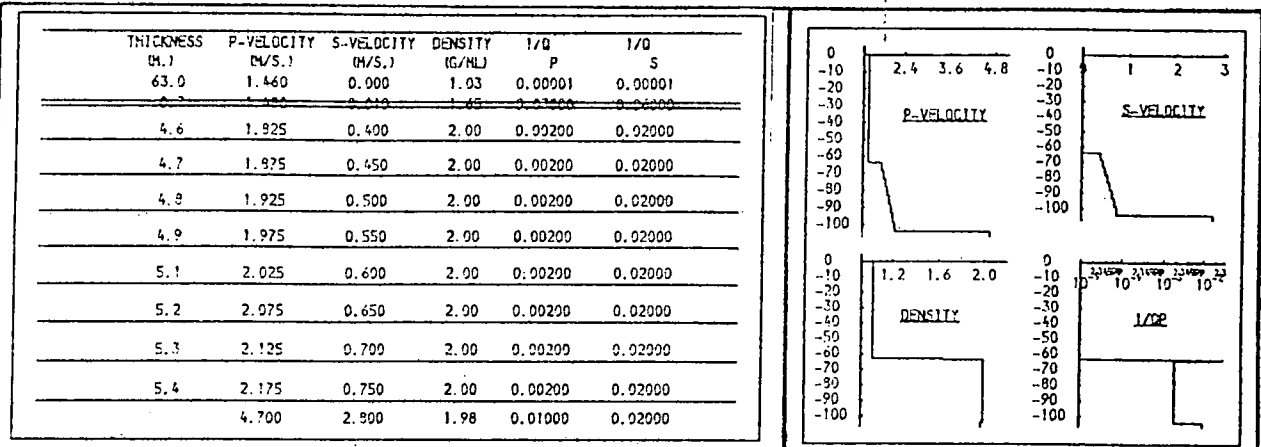 THICKNESS P-VELOCITY S-VELOCITY DENSITY 1/Q 1/Q
(M.) (M/S.) (M/S.) (G/ML) P S
63.0 1.460 0.000 1.03 0.00001 0.00001
4.6 1.825 0.400 2.00 0.00200 0.02000
4.7 1.875 0.450 2.00 0.00200 0.02000
4.8 1.925 0.500 2.00 0.00200 0.02000
4.9 1.975 0.550 2.00 0.00200 0.02000
5.1 2.025 0.600 2.00 0.00200 0.02000
5.2 2.075 0.650 2.00 0.00200 0.02000
5.3 2.125 0.700 2.00 0.00200 0.02000
5.4 2.175 0.750 2.00 0.00200 0.02000
4.700 2.800 1.98 0.01000 0.02000
0
-10 2.4 3.6 4.8
-20
-30
-40 P-VELOCITY
-50
-60
-70
-80
-90
-100
0
-10 1 2 3
-20
-30 S-VELOCITY
-40
-50
-60
-70
-80
-90
-100
0
-10 1.2 1.6 2.0
-20
-30
-40 DENSITY
-50
-60
-70
-80
-90
-100
0
-10
-20
-30
-40 1/QP
-50
-60
-70
-80
-90
-100